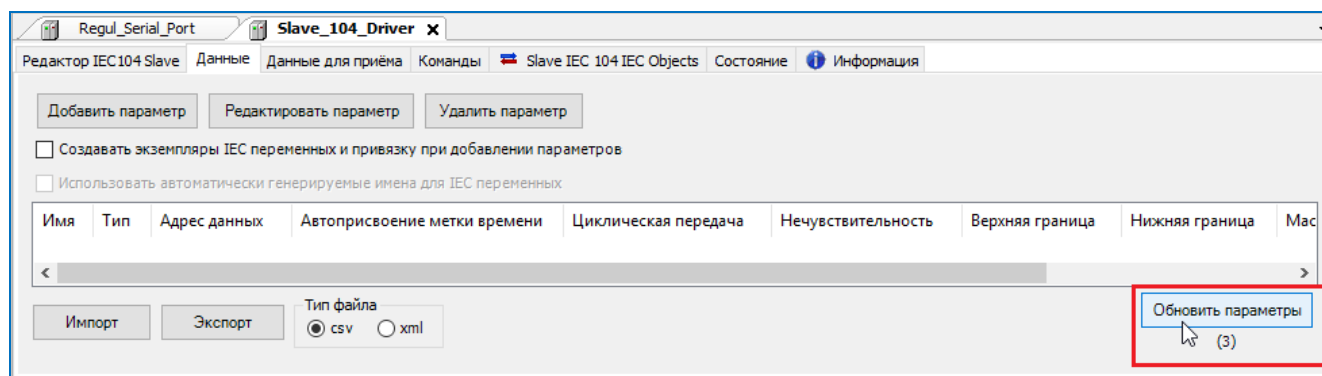 Regul_Serial_Port Slave_104_Driver x
Редактор IEC104 Slave Данные Данные для приёма Команды Slave IEC 104 IEC Objects Состояние Информация
Добавить параметр Редактировать параметр Удалить параметр
Создавать экземпляры IEC переменных и привязку при добавлении параметров
Использовать автоматически генерируемые имена для IEC переменных
Имя Тип Адрес данных Автоприсвоение метки времени Циклическая передача Нечувствительность Верхняя граница Нижняя граница Мас
Импорт Экспорт Тип файла
csv xml
Обновить параметры
(3)